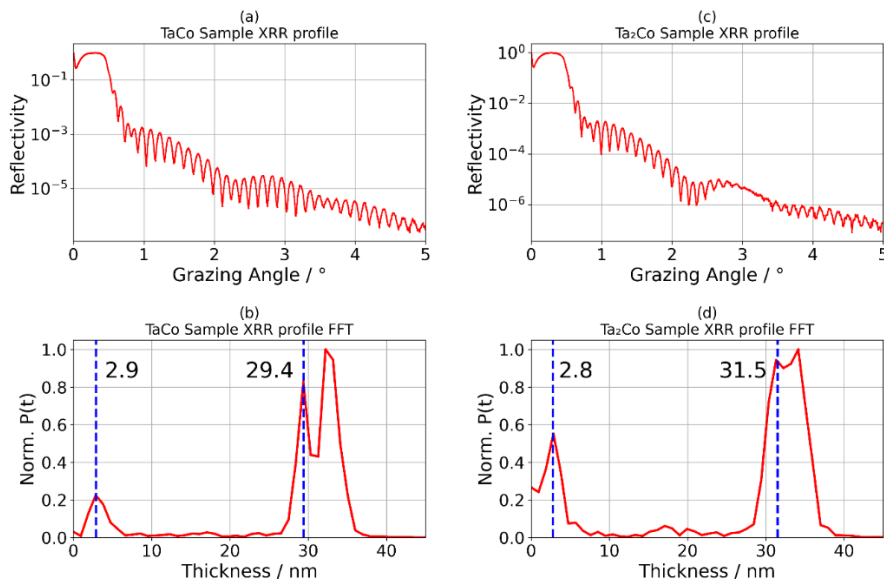 (a)
TaCo Sample XRR profile
Reflectivity
10⁻¹
10⁻³
10⁻⁵
0 1 2 3 4 5
Grazing Angle / °
(c)
Ta₂Co Sample XRR profile
Reflectivity
10⁰
10⁻²
10⁻⁴
10⁻⁶
0 1 2 3 4 5
Grazing Angle / °
(b)
TaCo Sample XRR profile FFT
Norm. P(t)
1.0
0.8
0.6
0.4
0.2
0.0
2.9 29.4
0 10 20 30 40
Thickness / nm
(d)
Ta₂Co Sample XRR profile FFT
Norm. P(t)
1.0
0.8
0.6
0.4
0.2
0.0
2.8 31.5
0 10 20 30 40
Thickness / nm